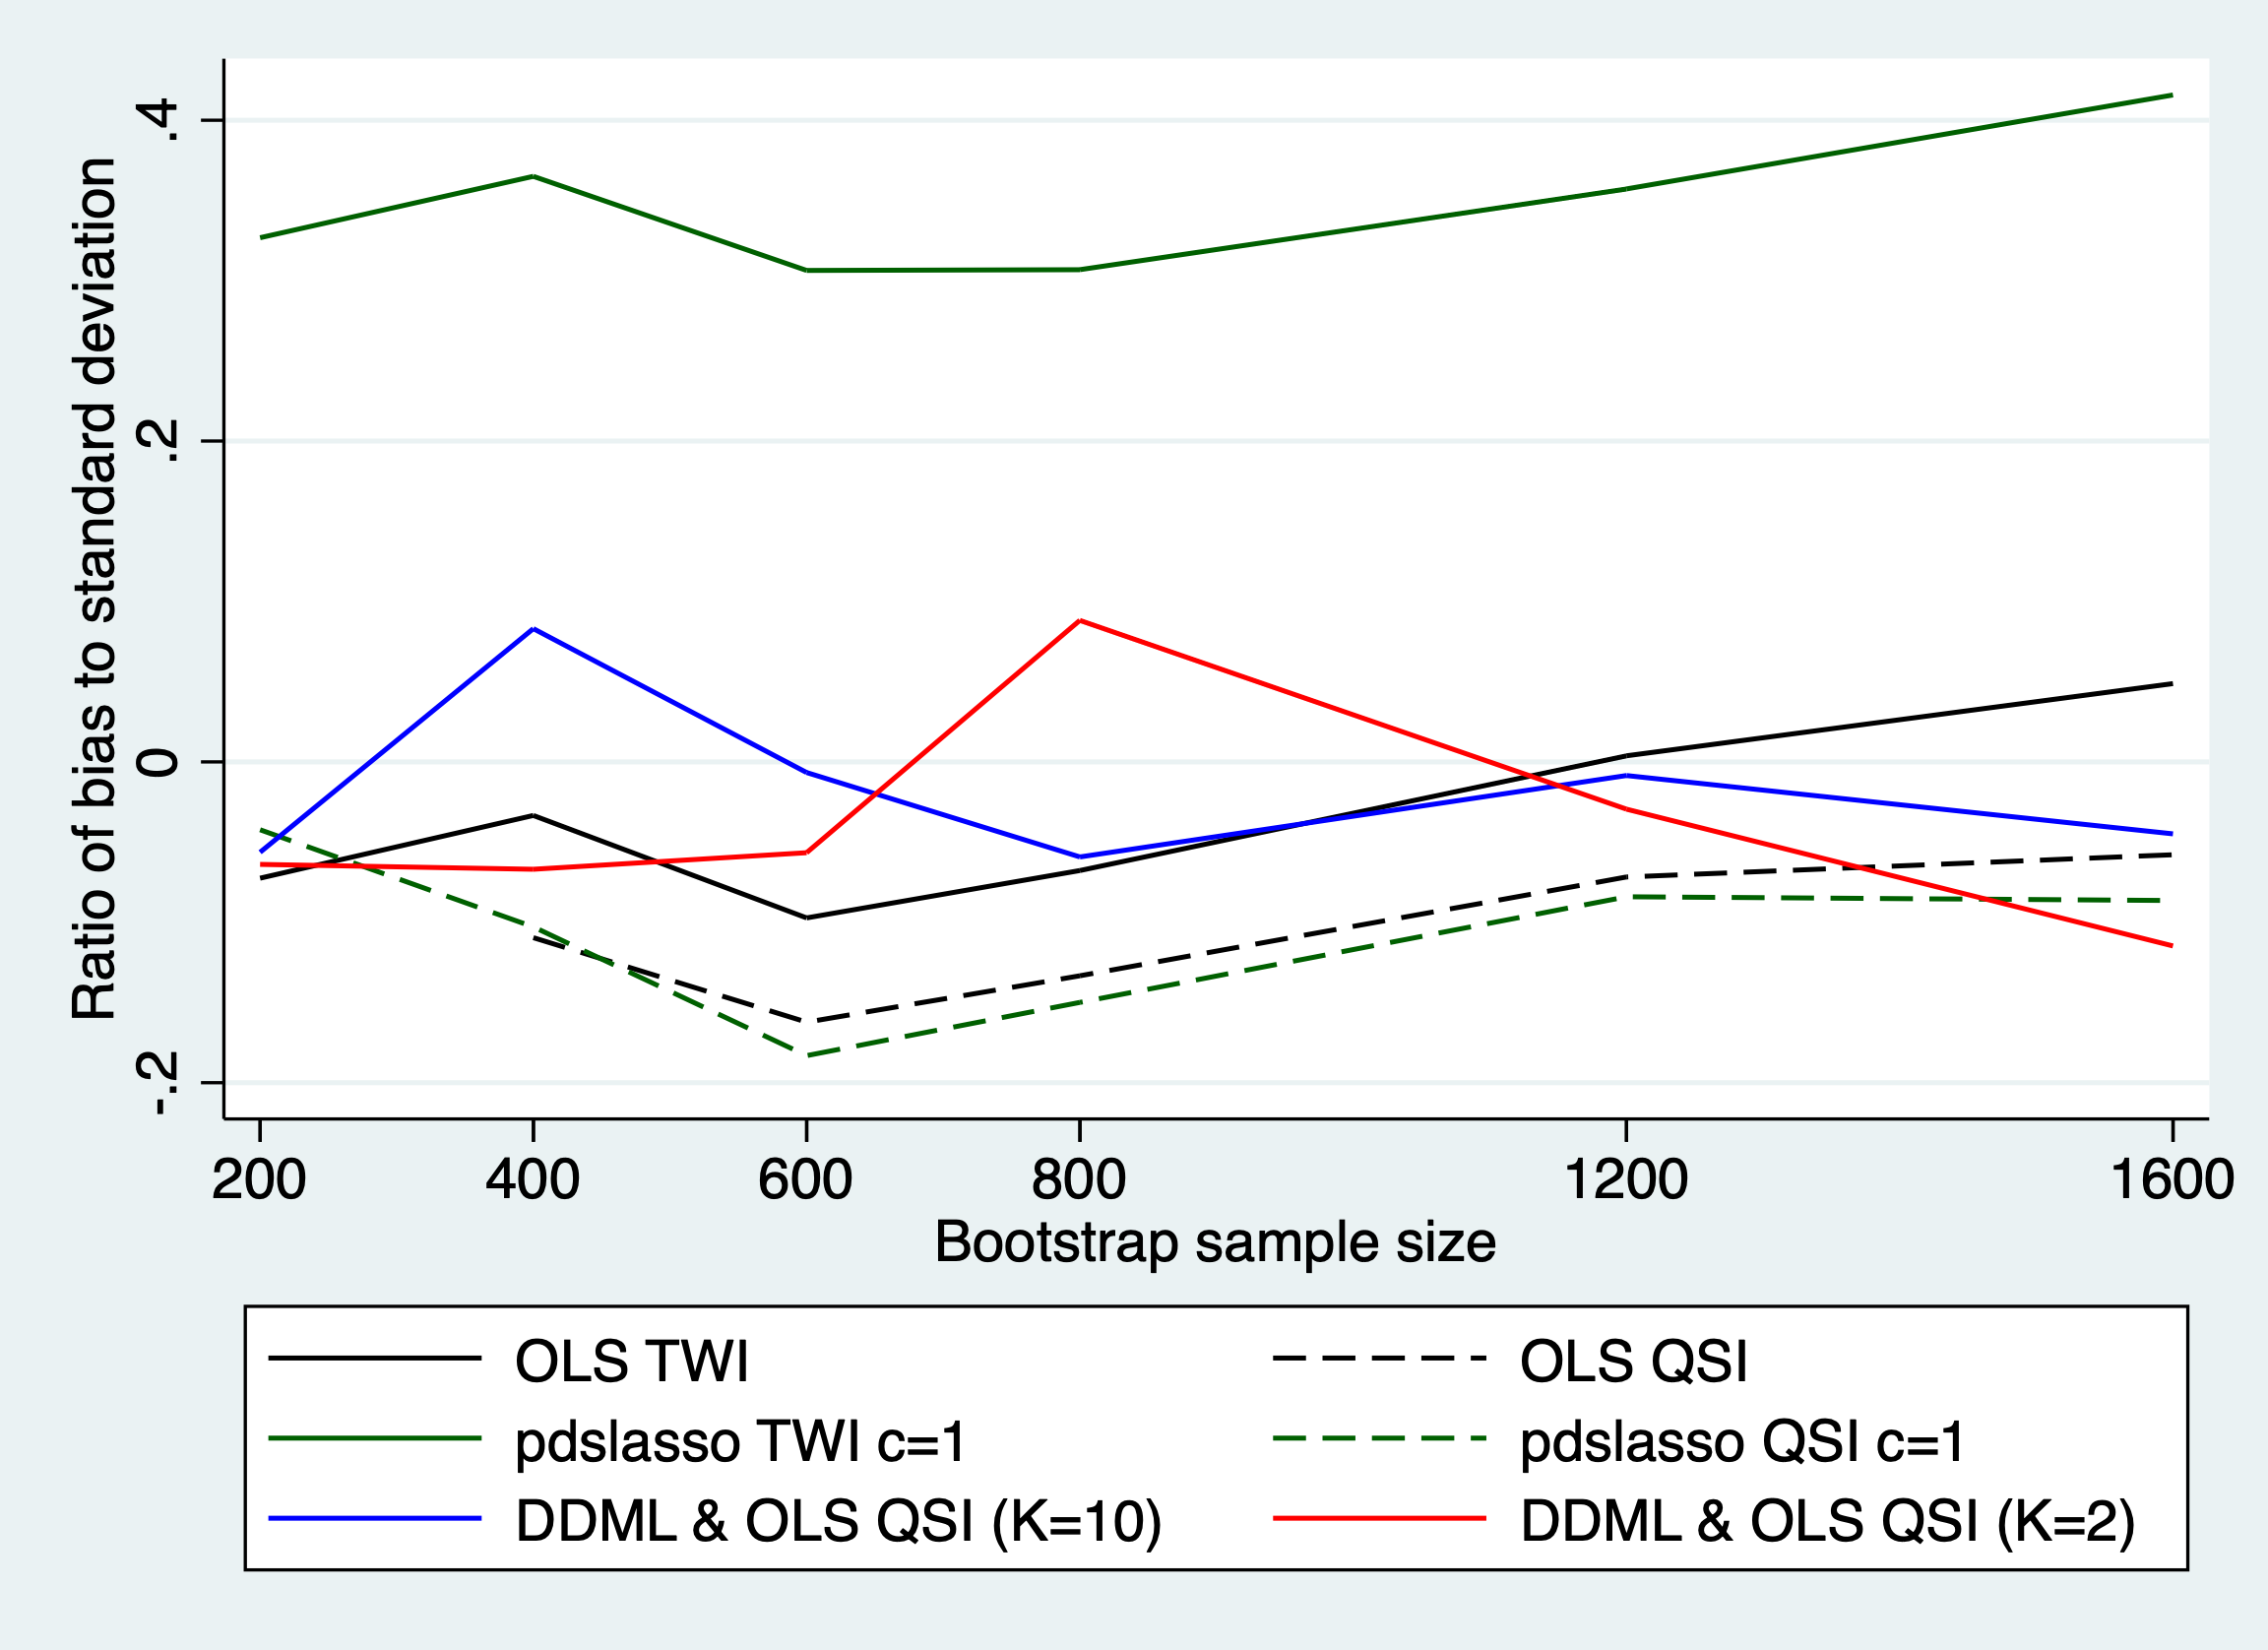 Ratio of bias to standard deviation
.4
.2
0
-.2
200 400 600 800 1200 1600
Bootstrap sample size
OLS TWI OLS QSI
pdslasso TWI c=1 pdslasso QSI c=1
DDML & OLS QSI (K=10) DDML & OLS QSI (K=2)